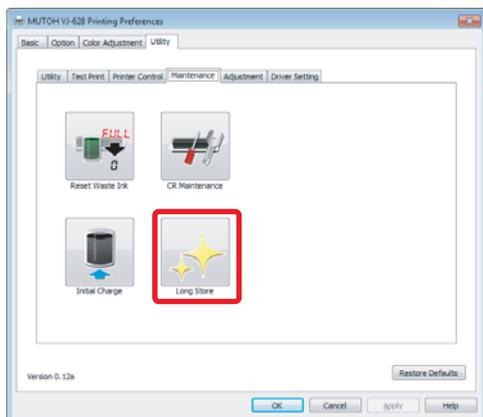 MUTOH VJ-628 Printing Preferences
Basic Option Color Adjustment Utility
Utility Test Print Printer Control Maintenance Adjustment Driver Setting
FULL
0
Reset Waste Ink CR Maintenance
Initial Charge Long Store
Version 0. 12a Restore Defaults
OK Cancel Apply Help